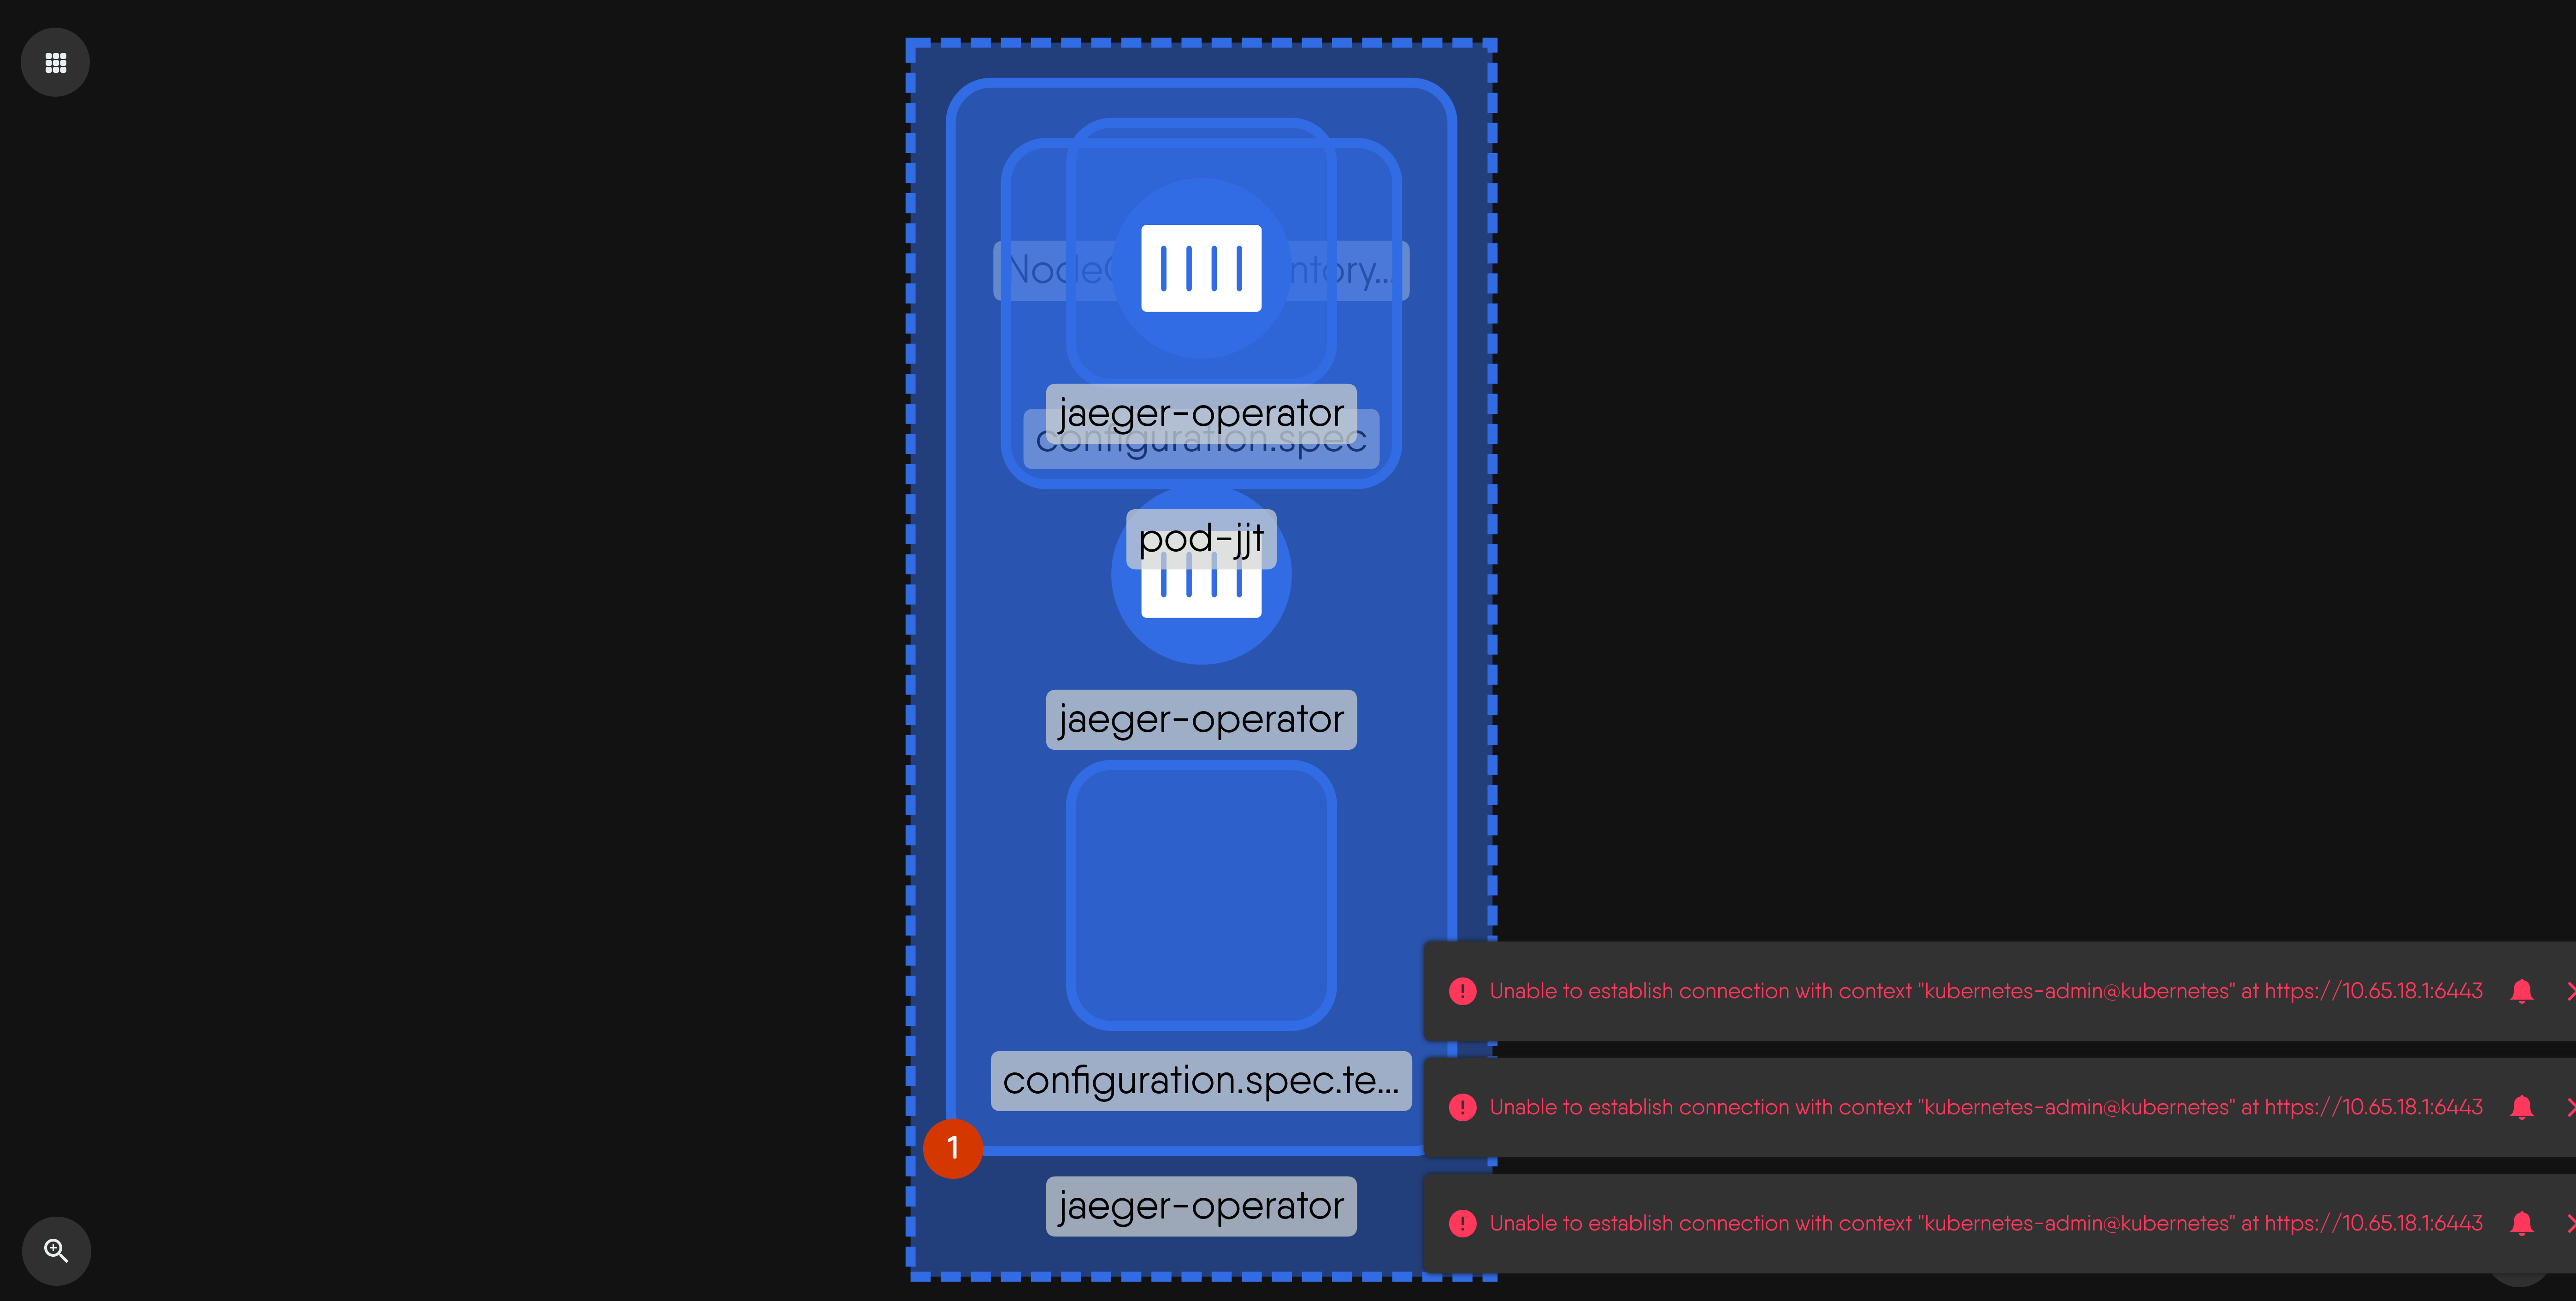 jaeger-operator
configuration.spec
pod-jjt
jaeger-operator
configuration.spec.te...
1
jaeger-operator
Unable to establish connection with context "kubernetes-admin@kubernetes" at https://10.65.18.1:6443
Unable to establish connection with context "kubernetes-admin@kubernetes" at https://10.65.18.1:6443
Unable to establish connection with context "kubernetes-admin@kubernetes" at https://10.65.18.1:6443